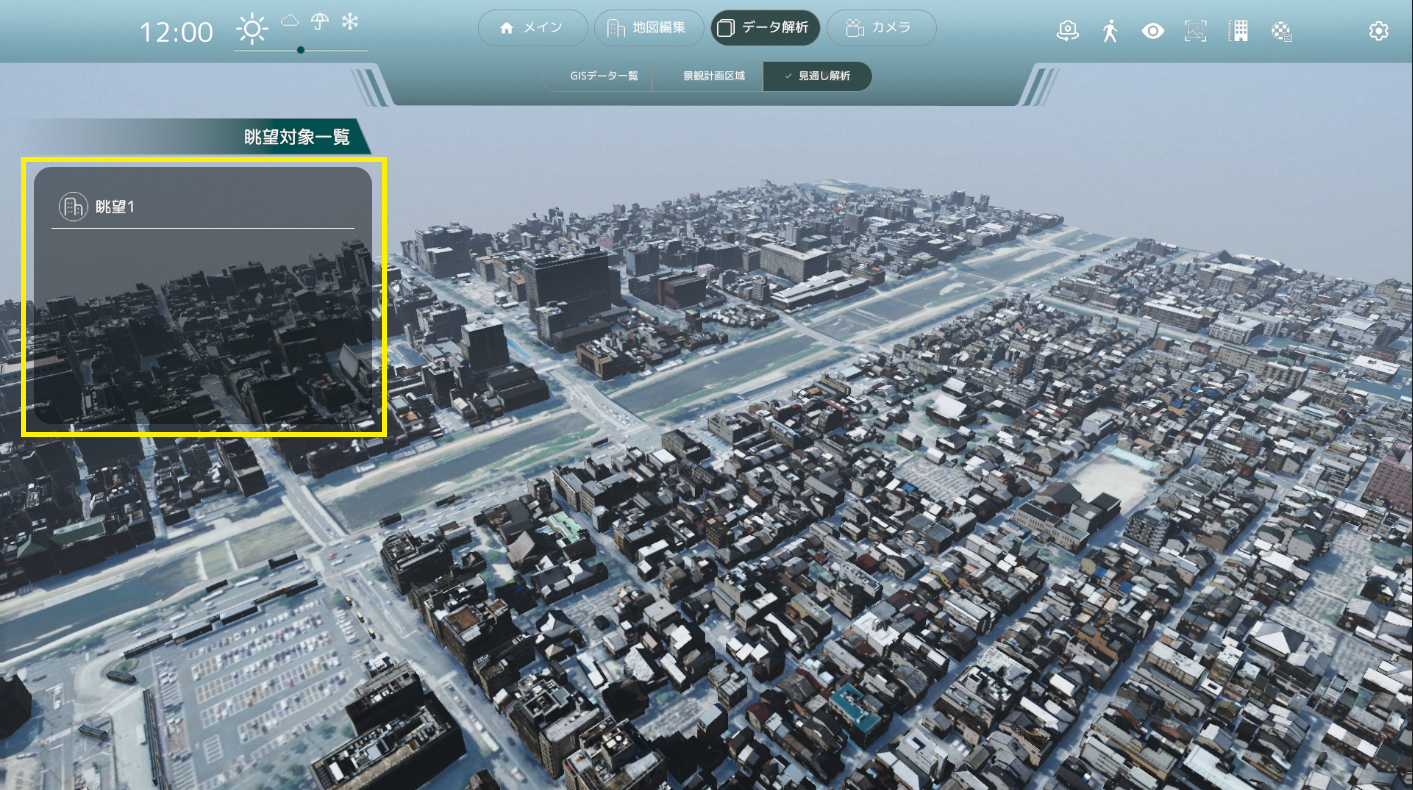 12:00
メイン
地図編集
データ解析
カメラ
GISデータ一覧
景観計画区域
見通し解析
眺望対象一覧
眺望1